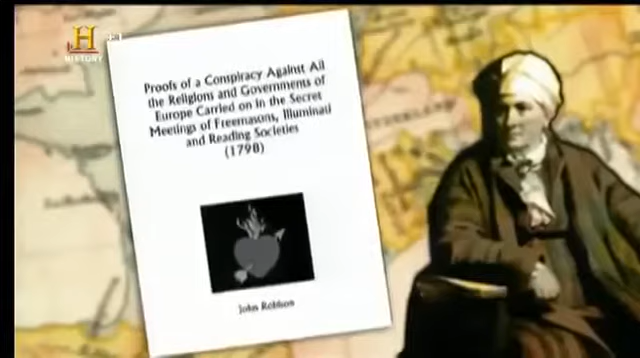 H +1
HISTORY
Proofs of a Conspiracy Against All
the Religions and Governments of
Europe Carried on in the Secret
Meetings of Freemasons, Illuminati
and Reading Societies
(1798)
John Robison